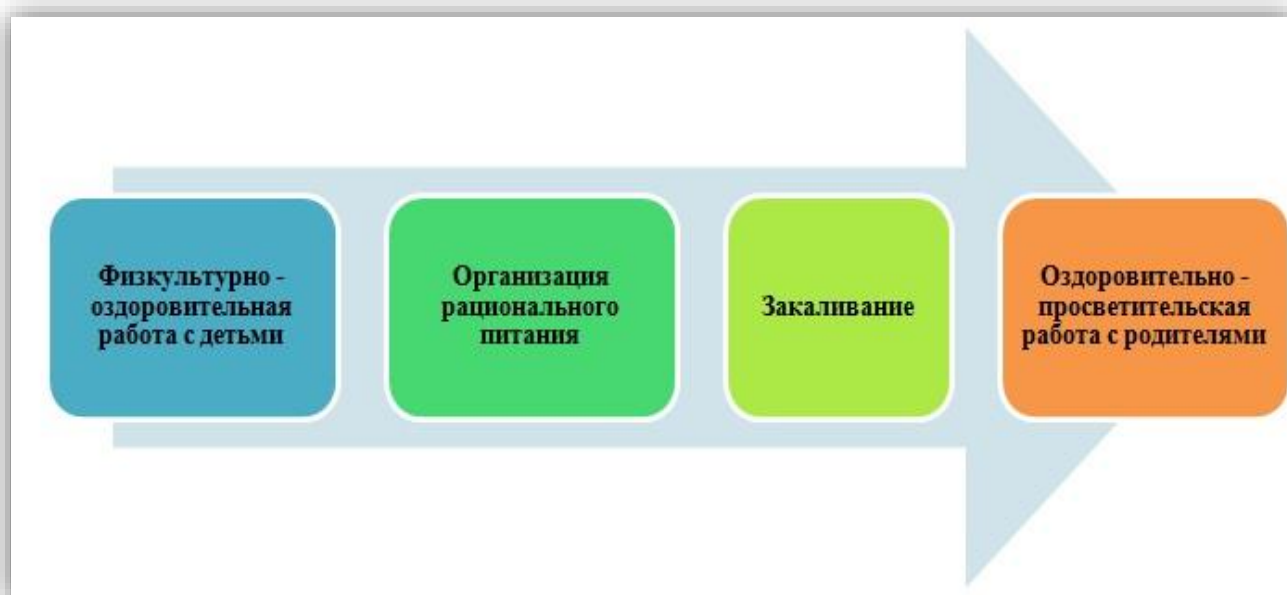 Физкультурно -
оздоровительная
работа с детьми
Организация
рационального
питания
Закаливание
Оздоровительно -
просветительская
работа с родителями